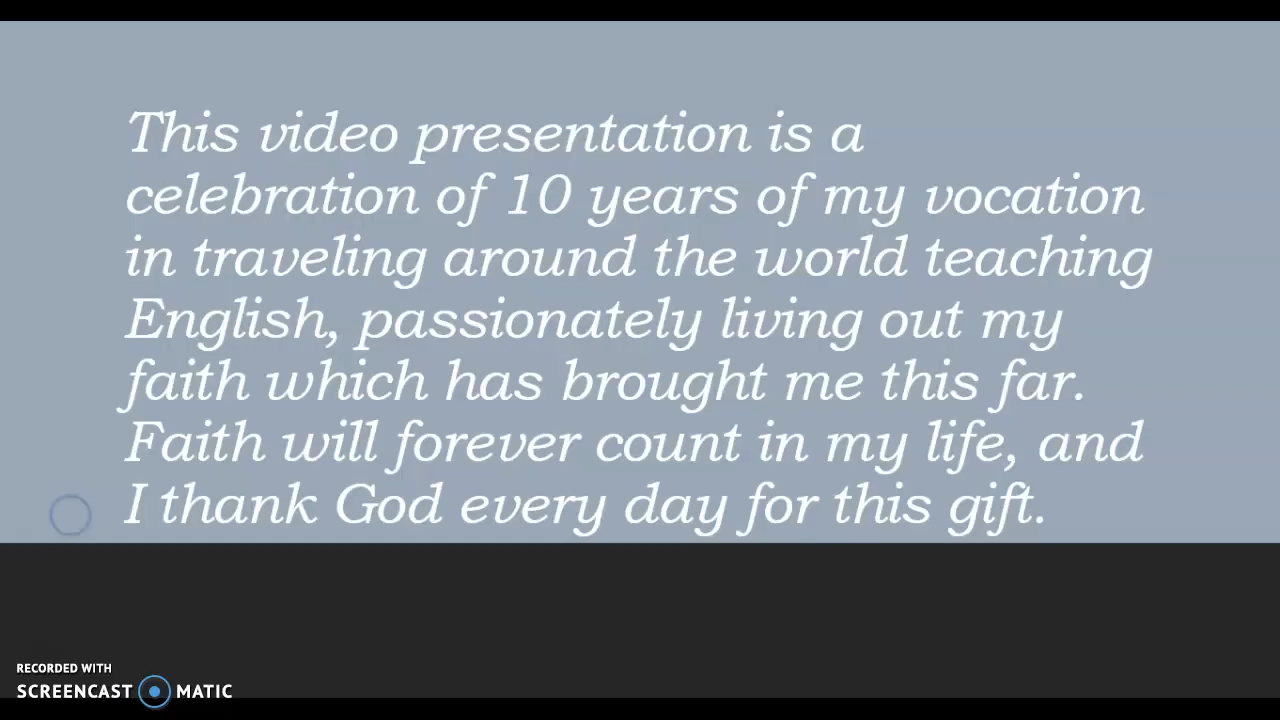 This video presentation is a
celebration of 10 years of my vocation
in traveling around the world teaching
English, passionately living out my
faith which has brought me this far.
Faith will forever count in my life, and
I thank God every day for this gift.
RECORDED WITH
SCREENCAST MATIC